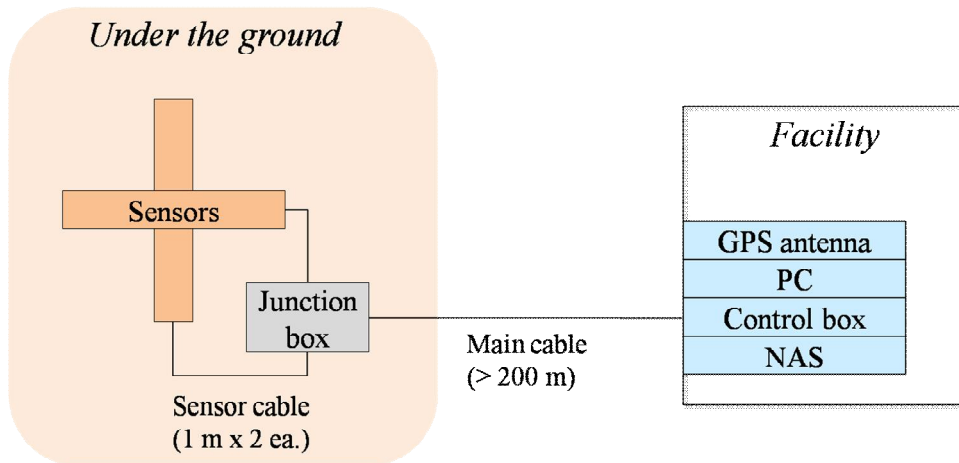 Under the ground
Sensors
Junction
box
Sensor cable
(1 m x 2 ea.)
Main cable
(> 200 m)
Facility
GPS antenna
PC
Control box
NAS